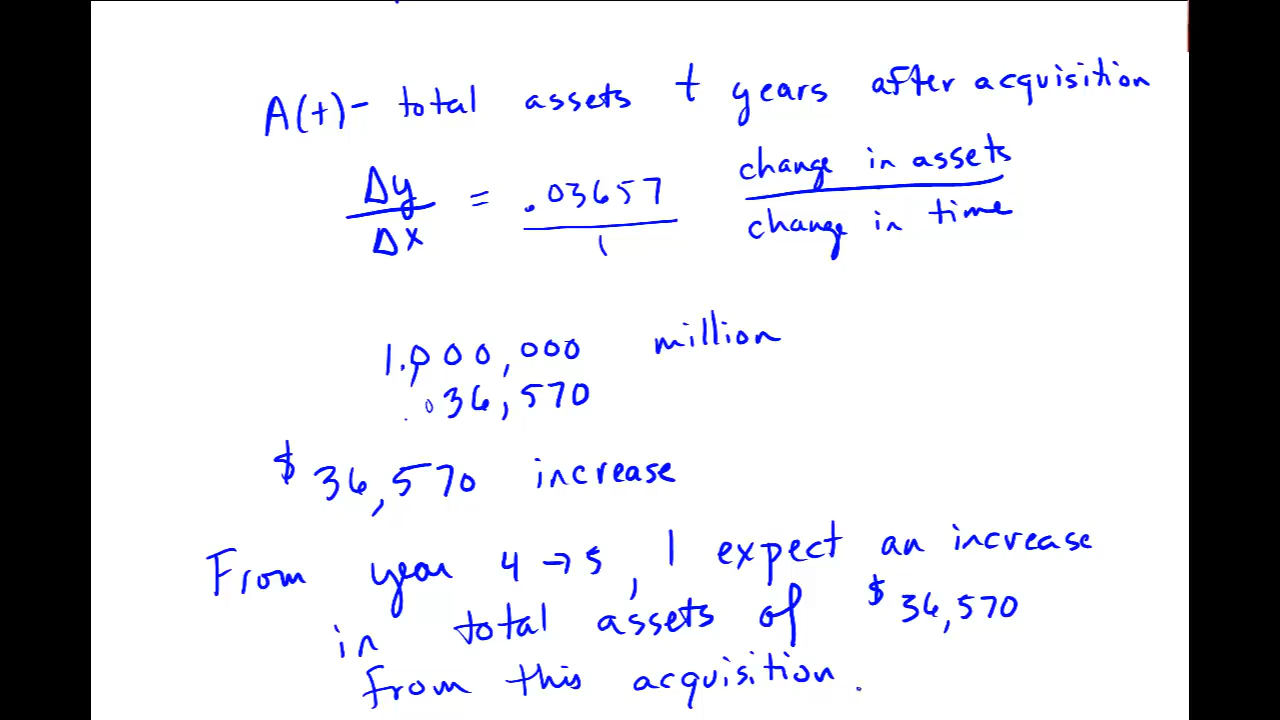 A(t) - total assets t years after acquisition
Δy/Δx = .03657/1 change in assets/change in time
1.000,000 million
.036,570
$36,570 increase
From year 4→5, I expect an increase
in total assets of $36,570
from this acquisition.